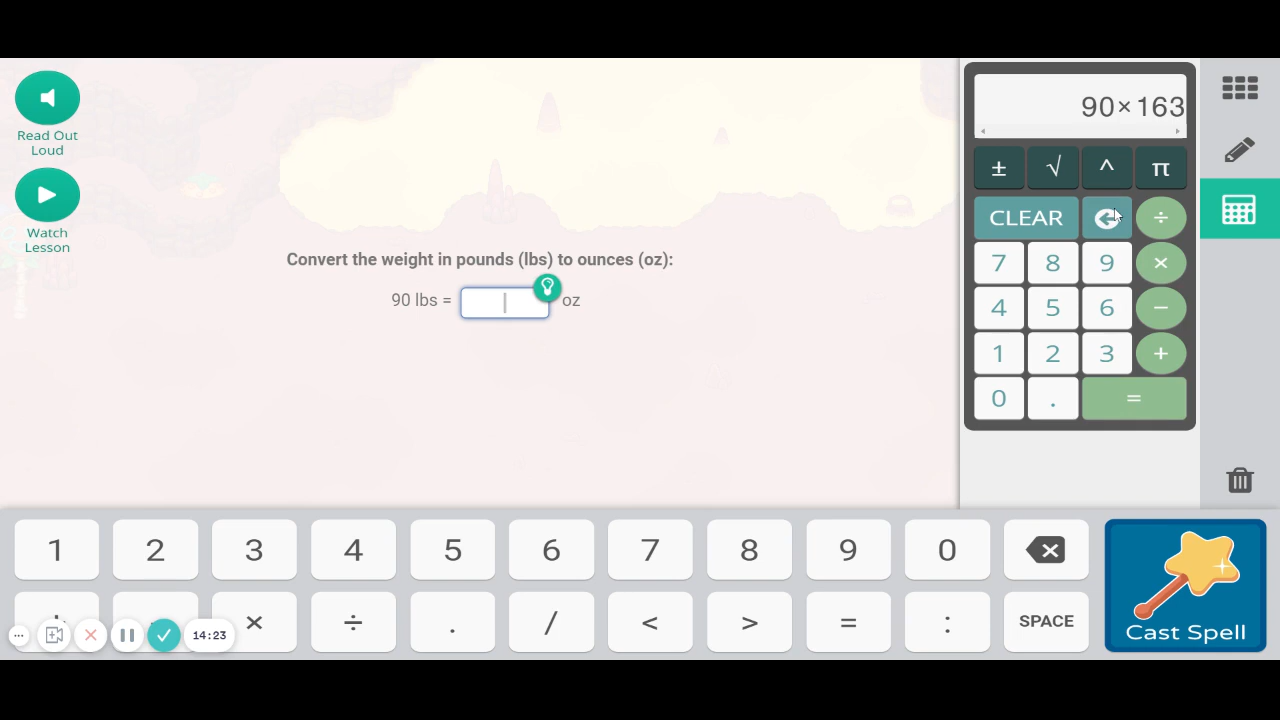 Read Out
Loud
Watch
Lesson
Convert the weight in pounds (lbs) to ounces (oz):
90 lbs = oz
90×163
± √ ^ π
CLEAR ÷
7 8 9 ×
4 5 6 −
1 2 3 +
0 . =
1 2 3 4 5 6 7 8 9 0
× ÷ . / < > = : SPACE
14:23
Cast Spell